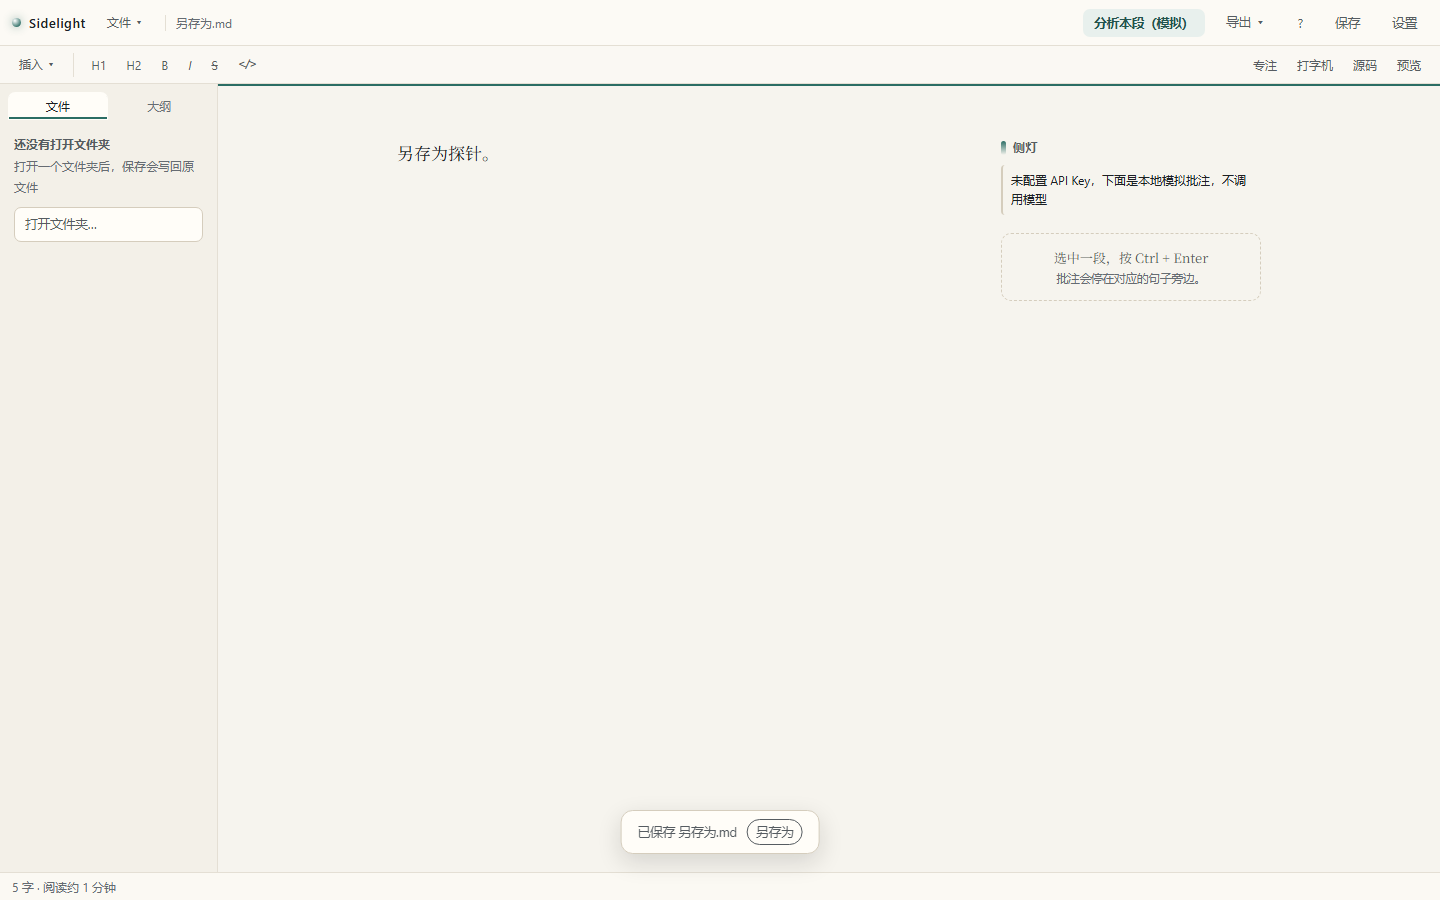 Sidelight 文件 ▾ 另存为.md 分析本段（模拟） 导出 ▾ ? 保存 设置
插入 ▾ H1 H2 B I S </> 专注 打字机 源码 预览
文件 大纲
还没有打开文件夹
打开一个文件夹后，保存会写回原
文件
打开文件夹...
另存为探针。
侧灯
未配置 API Key，下面是本地模拟批注，不调
用模型
选中一段，按 Ctrl + Enter
批注会停在对应的句子旁边。
已保存 另存为.md 另存为
5 字 · 阅读约 1 分钟